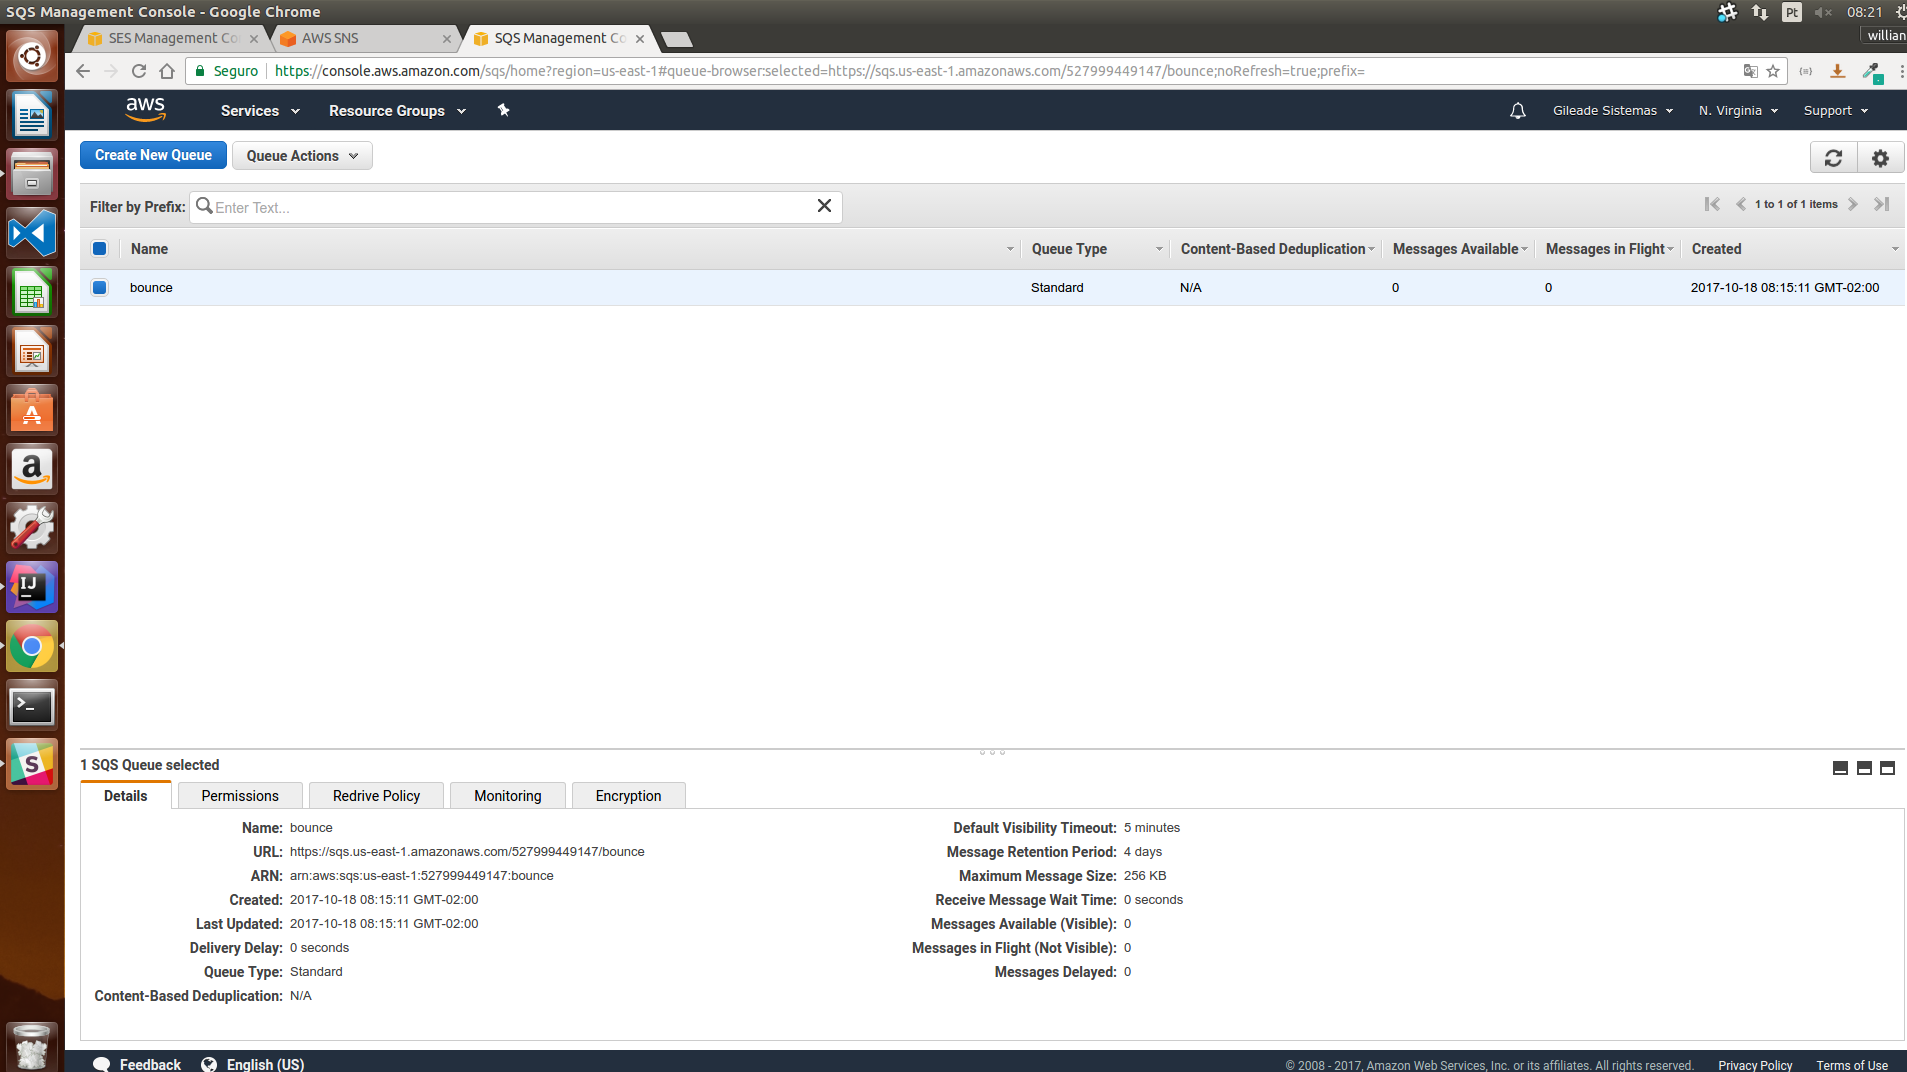 SQS Management Console - Google Chrome
Pt
08:21
willian
SES Management Co
AWS SNS
SQS Management Co
Seguro
https://console.aws.amazon.com/sqs/home?region=us-east-1#queue-browser:selected=https://sqs.us-east-1.amazonaws.com/527999449147/bounce;noRefresh=true;prefix=
aws
Services
Resource Groups
Gileade Sistemas
N. Virginia
Support
Create New Queue
Queue Actions
Filter by Prefix:
Enter Text...
1 to 1 of 1 items
Name
Queue Type
Content-Based Deduplication
Messages Available
Messages in Flight
Created
bounce
Standard
N/A
0
0
2017-10-18 08:15:11 GMT-02:00
1 SQS Queue selected
Details
Permissions
Redrive Policy
Monitoring
Encryption
Name: bounce
URL: https://sqs.us-east-1.amazonaws.com/527999449147/bounce
ARN: arn:aws:sqs:us-east-1:527999449147:bounce
Created: 2017-10-18 08:15:11 GMT-02:00
Last Updated: 2017-10-18 08:15:11 GMT-02:00
Delivery Delay: 0 seconds
Queue Type: Standard
Content-Based Deduplication: N/A
Default Visibility Timeout: 5 minutes
Message Retention Period: 4 days
Maximum Message Size: 256 KB
Receive Message Wait Time: 0 seconds
Messages Available (Visible): 0
Messages in Flight (Not Visible): 0
Messages Delayed: 0
Feedback
English (US)
© 2008 - 2017, Amazon Web Services, Inc. or its affiliates. All rights reserved.
Privacy Policy
Terms of Use